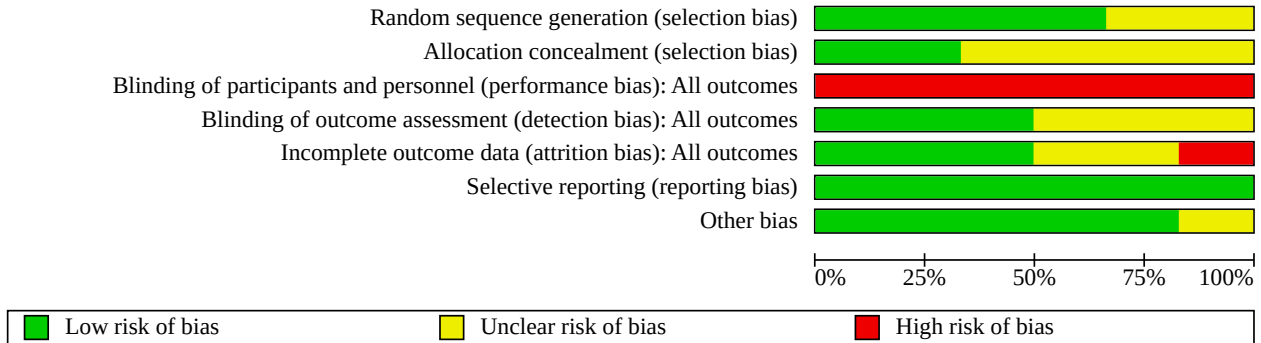 Random sequence generation (selection bias)
Allocation concealment (selection bias)
Blinding of participants and personnel (performance bias): All outcomes
Blinding of outcome assessment (detection bias): All outcomes
Incomplete outcome data (attrition bias): All outcomes
Selective reporting (reporting bias)
Other bias
0% 25% 50% 75% 100%
Low risk of bias Unclear risk of bias High risk of bias